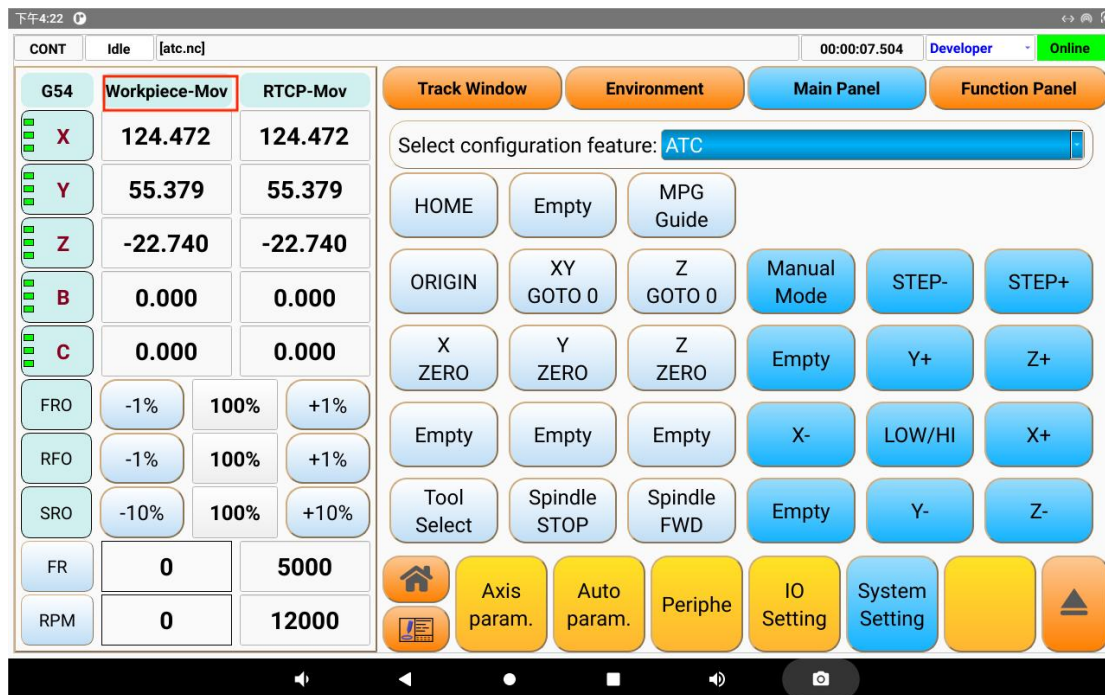 下午4:22
CONT Idle [atc.nc] 00:00:07.504 Developer Online
G54 Workpiece-Mov RTCP-Mov
X 124.472 124.472
Y 55.379 55.379
Z -22.740 -22.740
B 0.000 0.000
C 0.000 0.000
FRO -1% 100% +1%
RFO -1% 100% +1%
SRO -10% 100% +10%
FR 0 5000
RPM 0 12000
Track Window Environment Main Panel Function Panel
Select configuration feature: ATC
HOME Empty MPG Guide
ORIGIN XY GOTO 0 Z GOTO 0 Manual Mode STEP- STEP+
X ZERO Y ZERO Z ZERO Empty Y+ Z+
Empty Empty Empty X- LOW/HI X+
Tool Select Spindle STOP Spindle FWD Empty Y- Z-
Axis param. Auto param. Periphe IO Setting System Setting